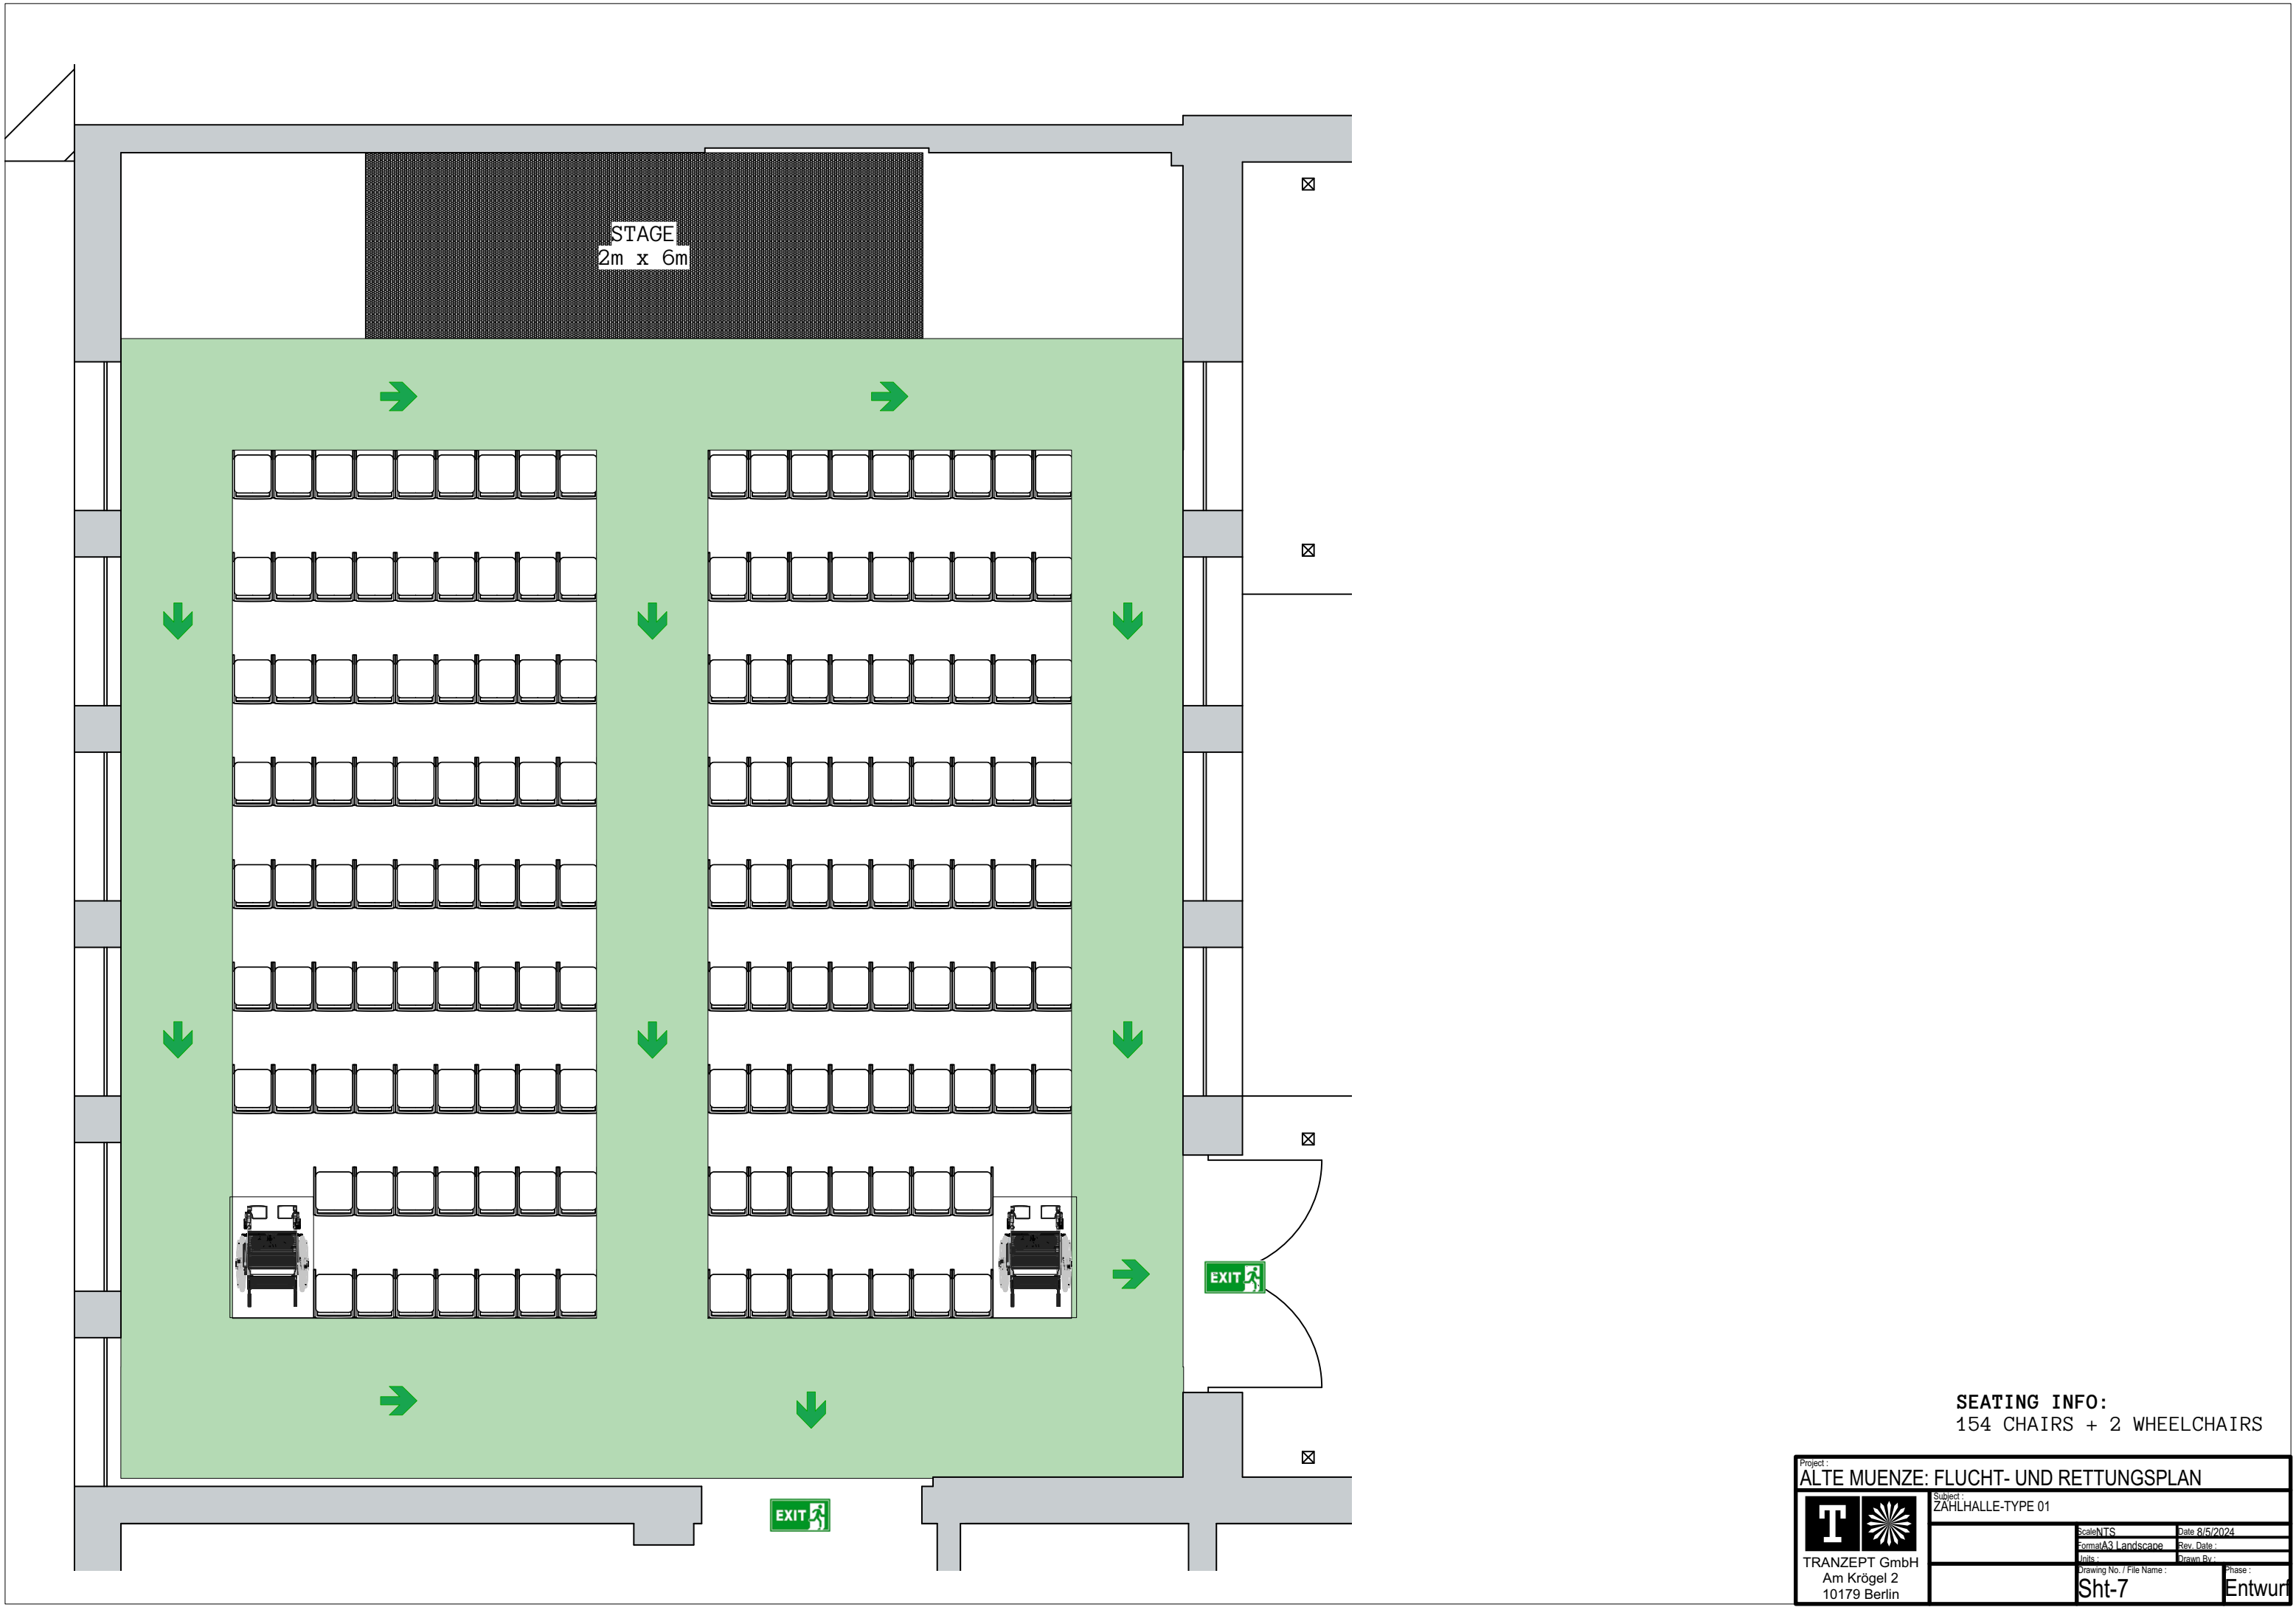 STAGE
2m x 6m
EXIT
EXIT
SEATING INFO:
154 CHAIRS + 2 WHEELCHAIRS
Project :
ALTE MUENZE: FLUCHT- UND RETTUNGSPLAN
Subject :
ZÄHLHALLE-TYPE 01
T
Scale NTS
Date 8/5/2024
Format A3 Landscape
Rev. Date :
Units :
Drawn By :
TRANZEPT GmbH
Am Krögel 2
10179 Berlin
Drawing No. / File Name :
Sht-7
Phase :
Entwurf